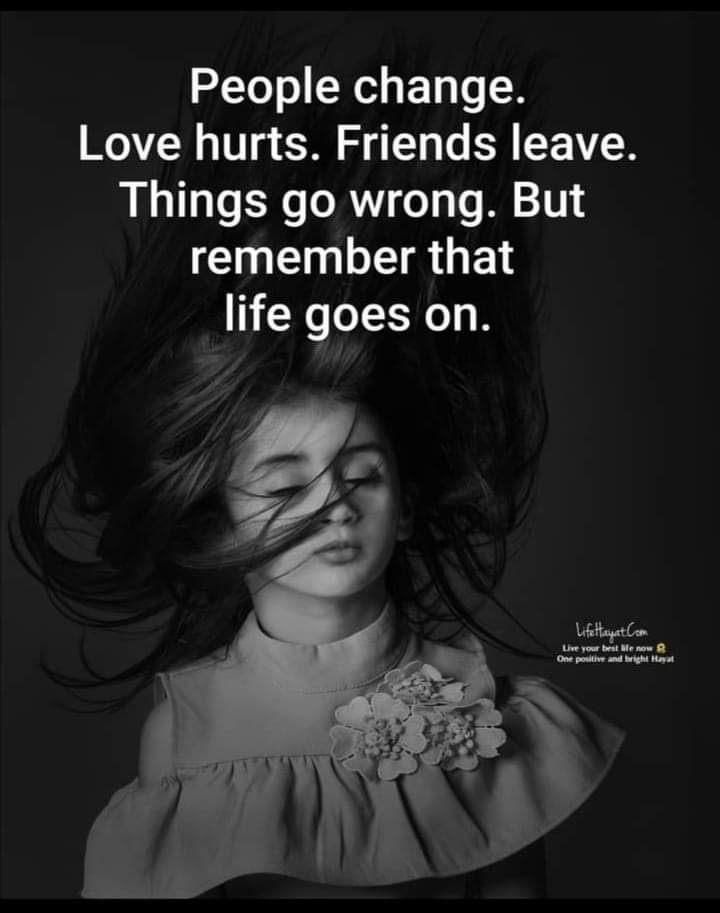 People change.
Love hurts. Friends leave.
Things go wrong. But
remember that
life goes on.
LifeHayat.Com
Live your best life now
One positive and bright Hayat